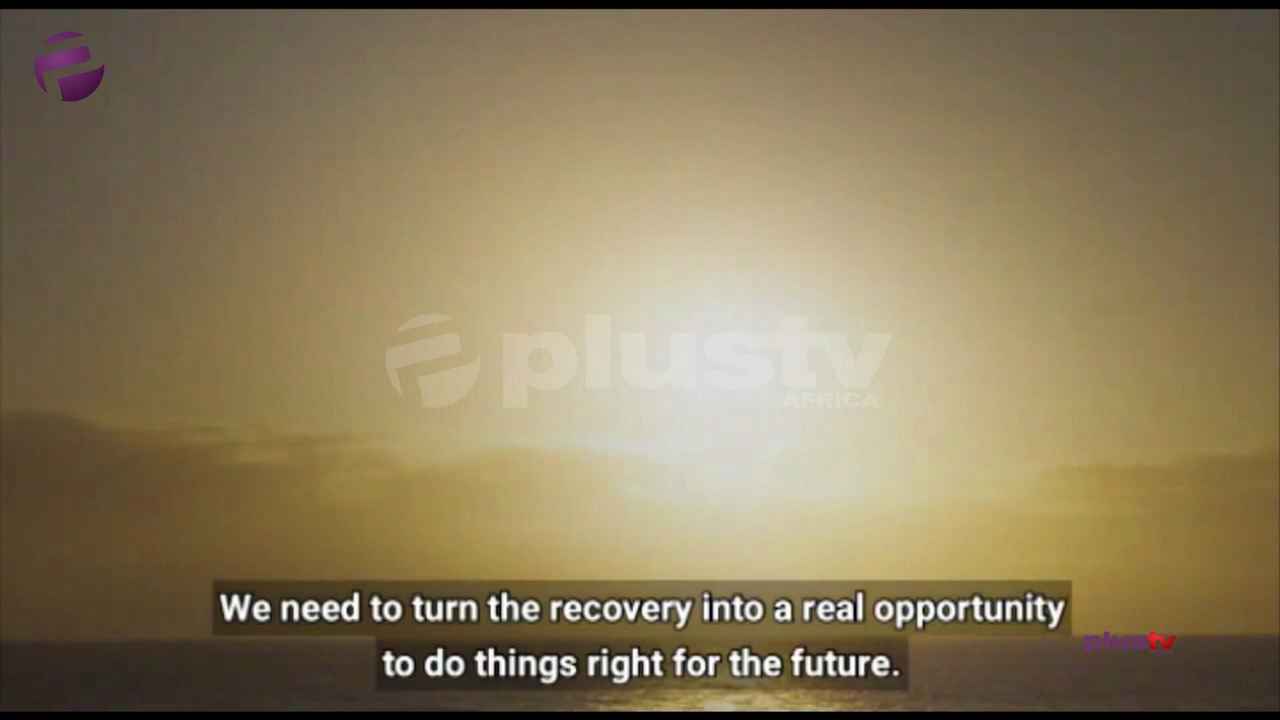 plustv
AFRICA
We need to turn the recovery into a real opportunity
to do things right for the future.
plustv